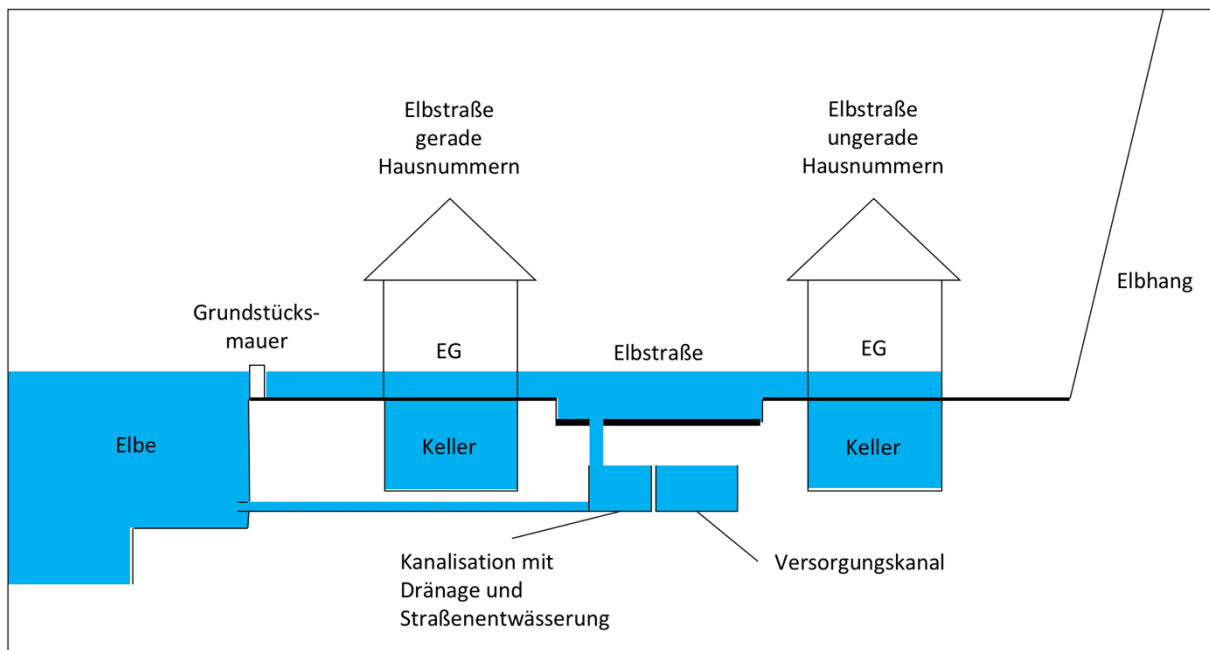 Elbstraße
gerade
Hausnummern
Elbstraße
ungerade
Hausnummern
Elbhang
Grundstücks-
mauer
EG
Elbstraße
EG
Elbe
Keller
Keller
Kanalisation mit
Dränage und
Straßenentwässerung
Versorgungskanal